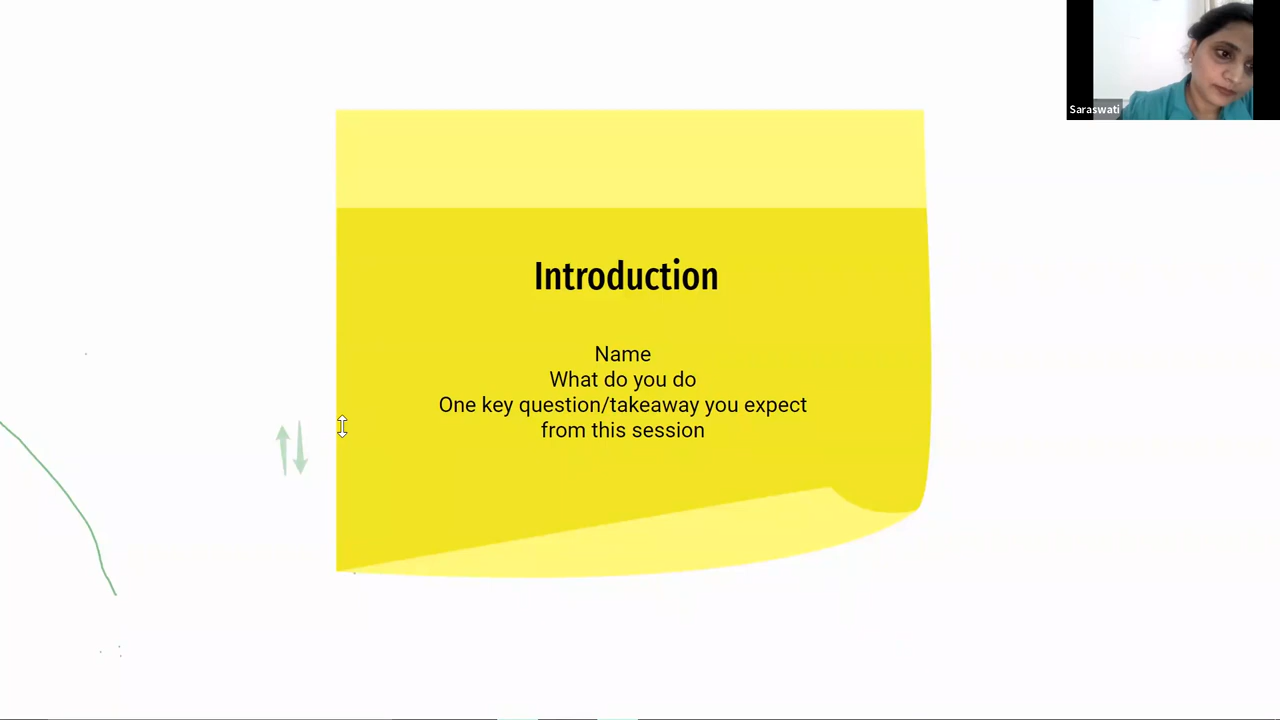 Saraswati
Introduction
Name
What do you do
One key question/takeaway you expect
from this session